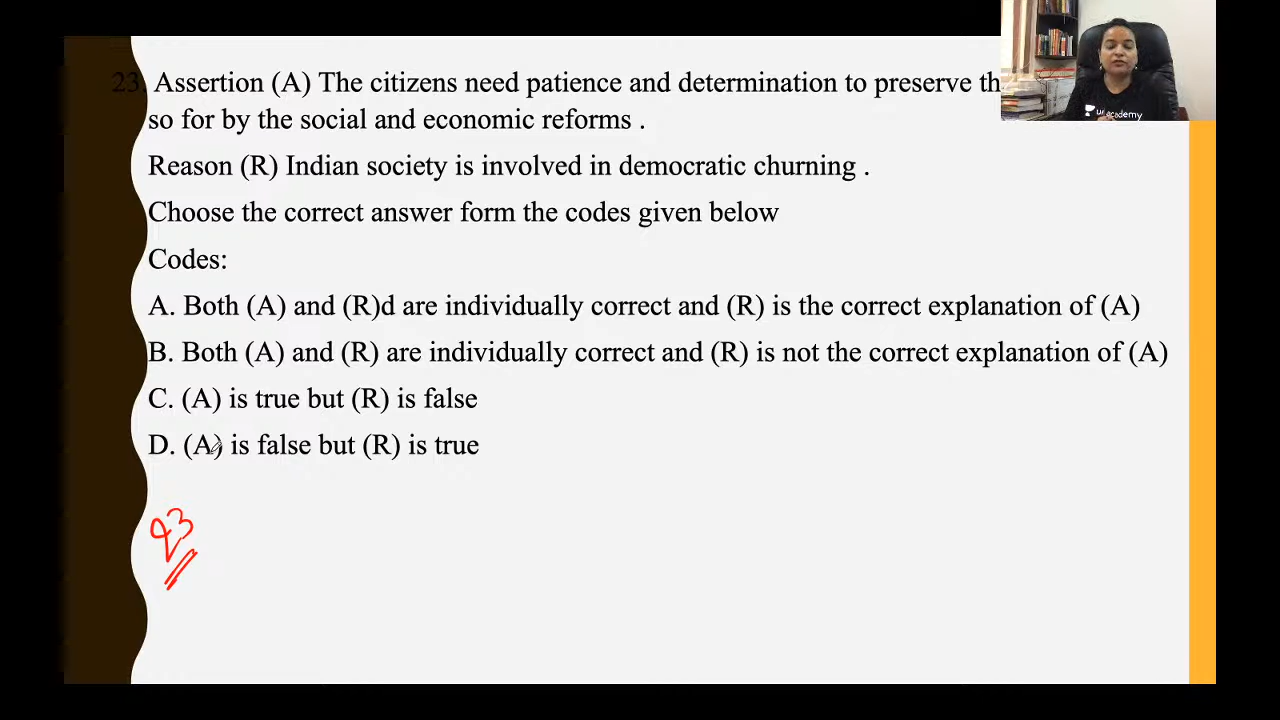 23. Assertion (A) The citizens need patience and determination to preserve
so for by the social and economic reforms .
Reason (R) Indian society is involved in democratic churning .
Choose the correct answer form the codes given below
Codes:
A. Both (A) and (R)d are individually correct and (R) is the correct explanation of (A)
B. Both (A) and (R) are individually correct and (R) is not the correct explanation of (A)
C. (A) is true but (R) is false
D. (A) is false but (R) is true
23
unacademy